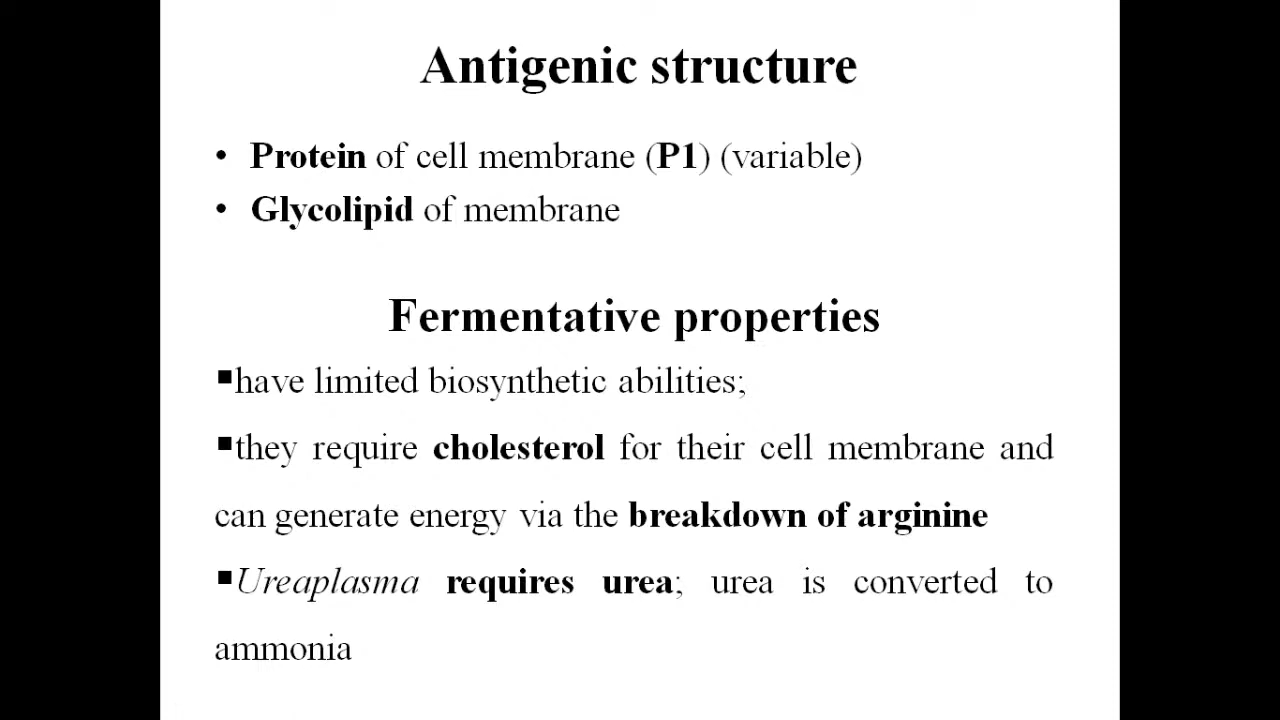 Antigenic structure
• Protein of cell membrane (P1) (variable)
• Glycolipid of membrane
Fermentative properties
▪have limited biosynthetic abilities;
▪they require cholesterol for their cell membrane and
can generate energy via the breakdown of arginine
▪Ureaplasma requires urea; urea is converted to
ammonia